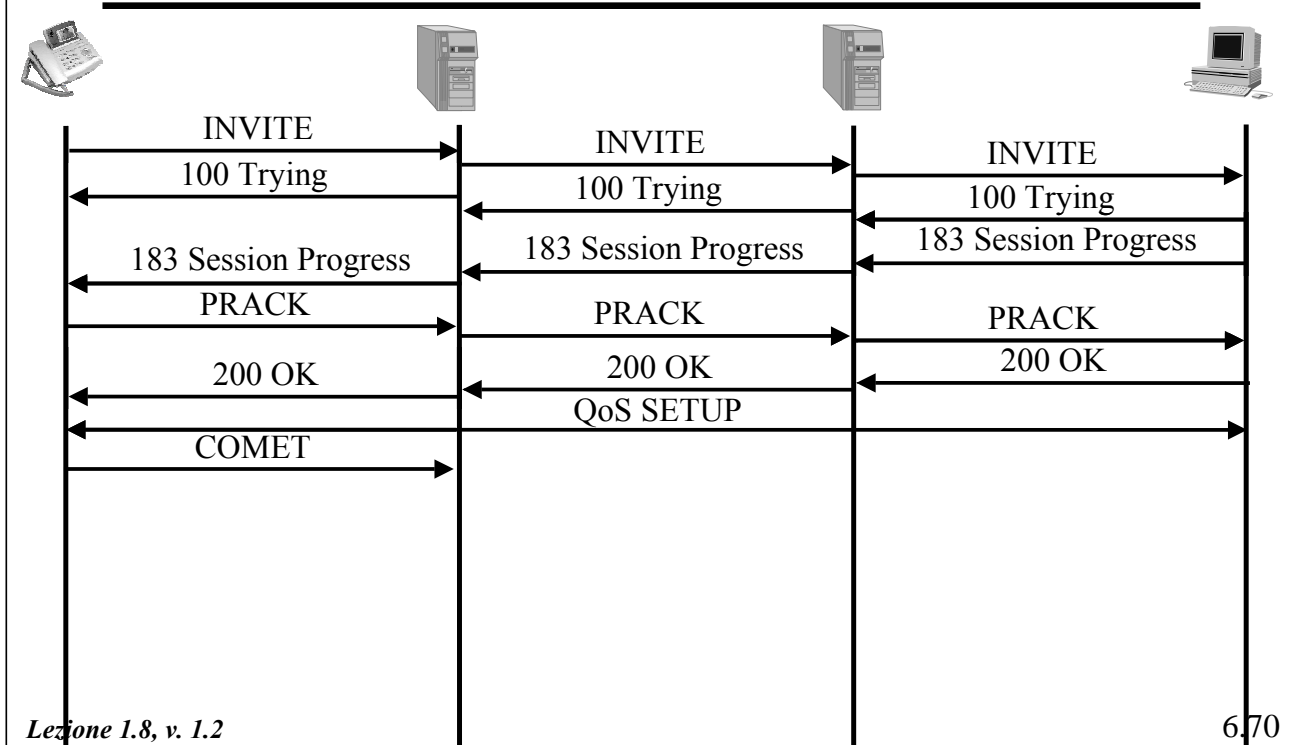 INVITE
INVITE
INVITE
100 Trying
100 Trying
100 Trying
183 Session Progress
183 Session Progress
183 Session Progress
PRACK
PRACK
PRACK
200 OK
200 OK
200 OK
QoS SETUP
COMET
Lezione 1.8, v. 1.2
6.70